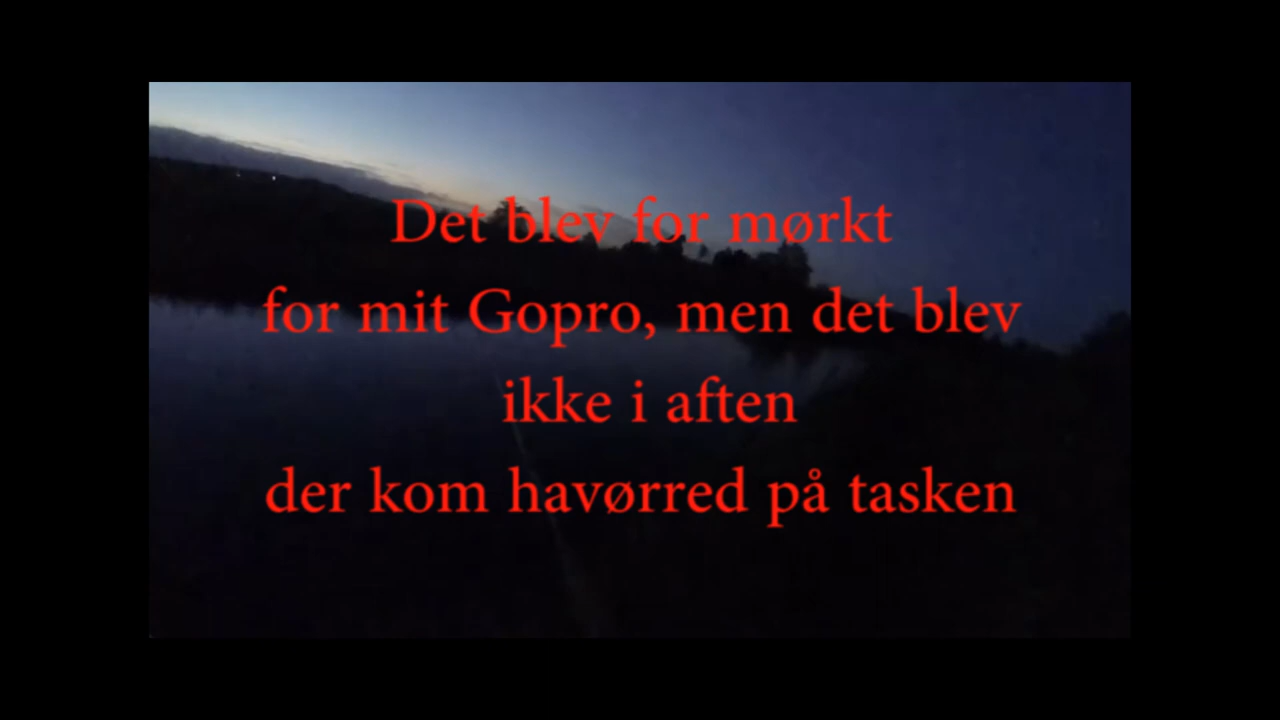 Det blev for mørkt
for mit Gopro, men det blev
ikke i aften
der kom havørred på tasken